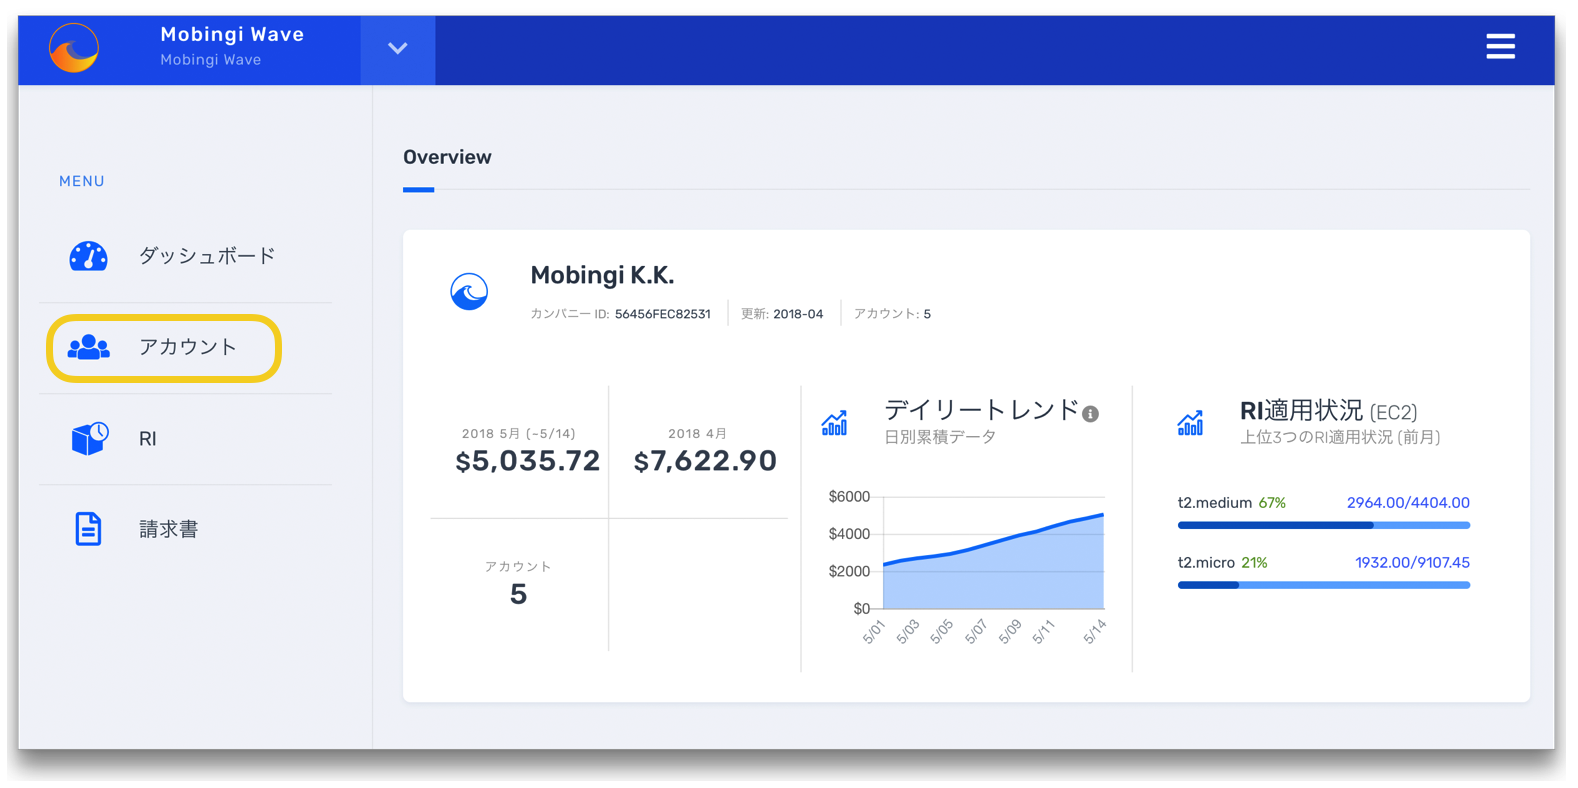 Mobingi Wave
Mobingi Wave
MENU
ダッシュボード
アカウント
RI
請求書
Overview
Mobingi K.K.
カンパニー ID: 56456FEC82531 更新: 2018-04 アカウント: 5
2018 5月 (-5/14)
$5,035.72
2018 4月
$7,622.90
アカウント
5
デイリートレンド
日別累積データ
$6000
$4000
$2000
$0
5/01 5/03 5/05 5/07 5/09 5/11 5/14
RI適用状況 (EC2)
上位3つのRI適用状況 (前月)
t2.medium 67% 2964.00/4404.00
t2.micro 21% 1932.00/9107.45